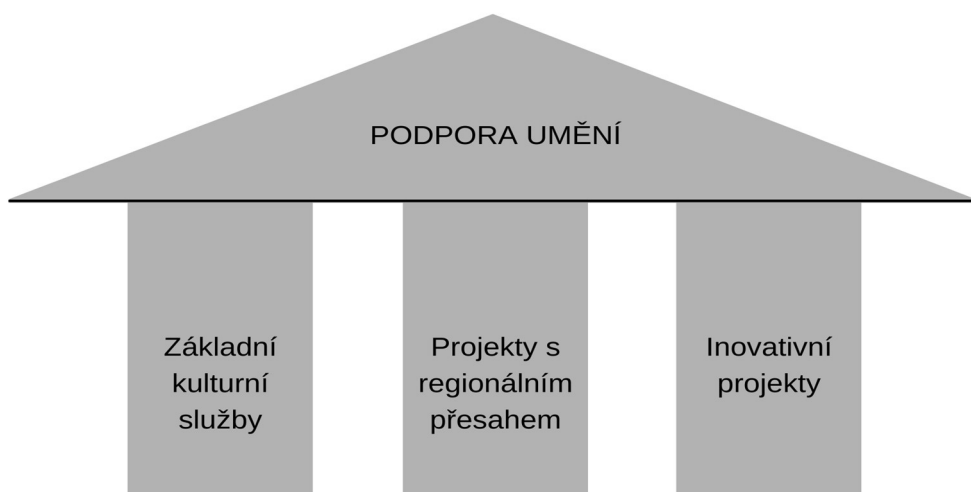 PODPORA UMĚNÍ
Základní
kulturní
služby
Projekty s
regionálním
přesahem
Inovativní
projekty